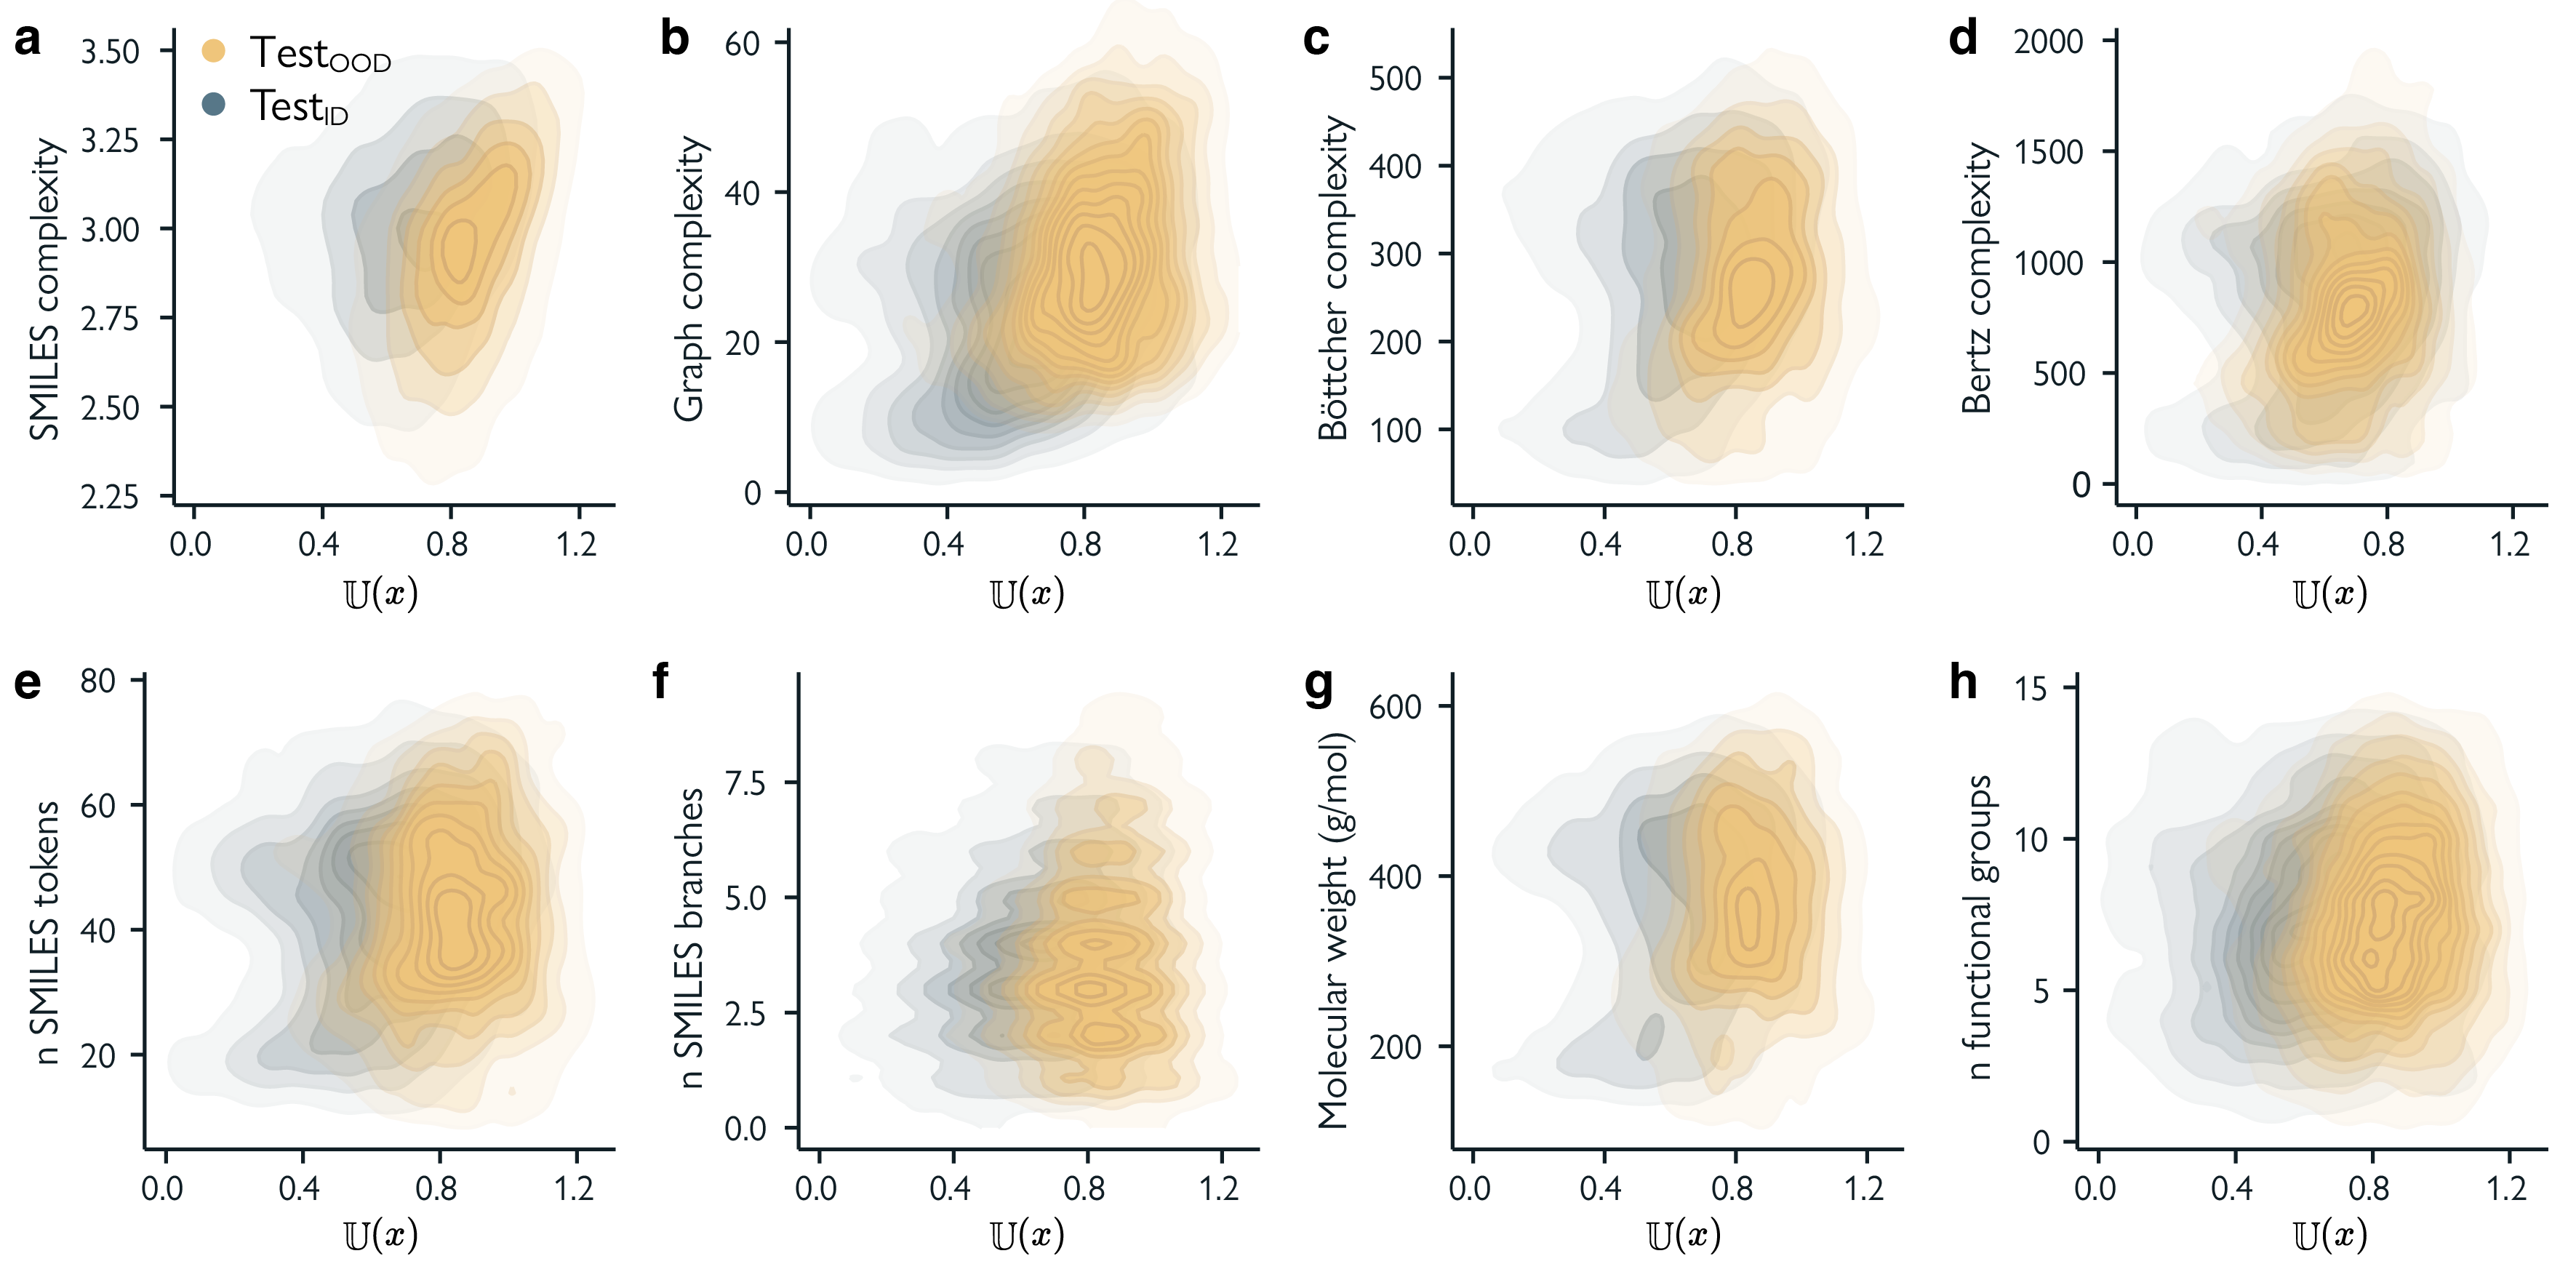 a
3.50
3.25
3.00
2.75
2.50
2.25
SMILES complexity
Test_OOD
Test_ID
0.0 0.4 0.8 1.2
𝕌(x)
b
60
40
20
0
Graph complexity
0.0 0.4 0.8 1.2
𝕌(x)
c
500
400
300
200
100
Böttcher complexity
0.0 0.4 0.8 1.2
𝕌(x)
d
2000
1500
1000
500
0
Bertz complexity
0.0 0.4 0.8 1.2
𝕌(x)
e
80
60
40
20
n SMILES tokens
0.0 0.4 0.8 1.2
𝕌(x)
f
7.5
5.0
2.5
0.0
n SMILES branches
0.0 0.4 0.8 1.2
𝕌(x)
g
600
400
200
Molecular weight (g/mol)
0.0 0.4 0.8 1.2
𝕌(x)
h
15
10
5
0
n functional groups
0.0 0.4 0.8 1.2
𝕌(x)